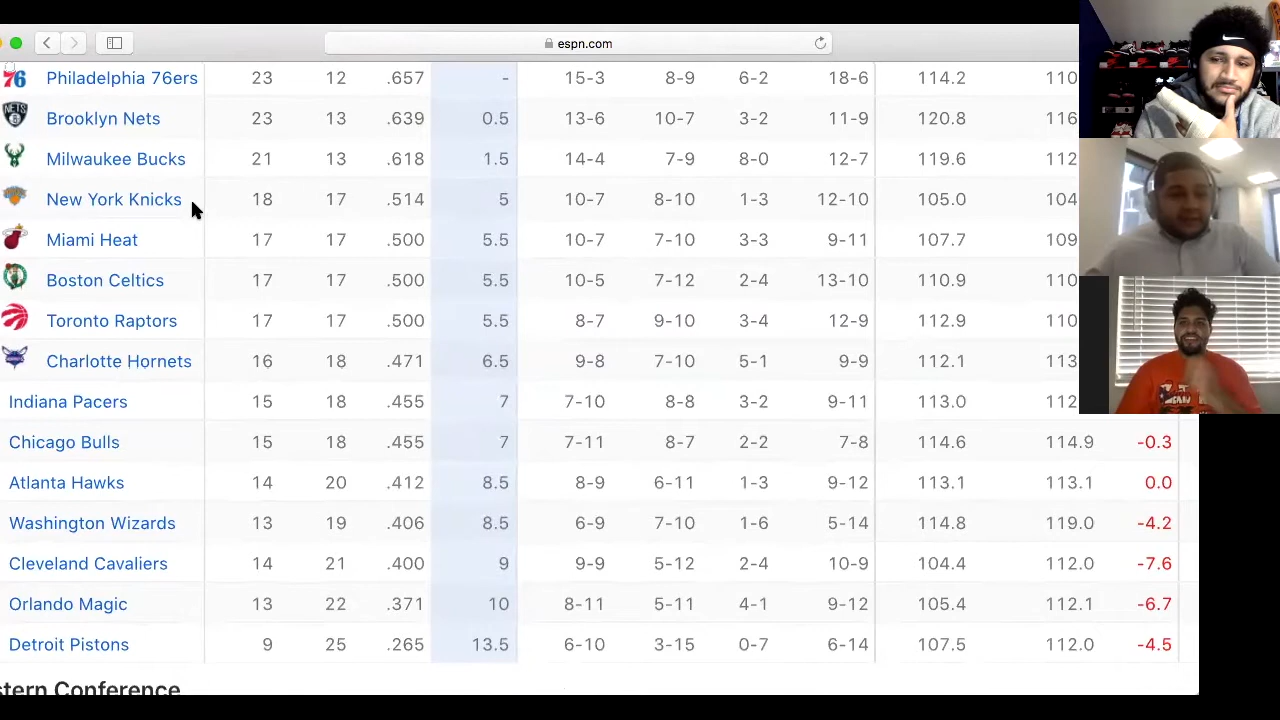 espn.com
76 Philadelphia 76ers 23 12 .657 - 15-3 8-9 6-2 18-6 114.2 110
NETS Brooklyn Nets 23 13 .639 0.5 13-6 10-7 3-2 11-9 120.8 116
Milwaukee Bucks 21 13 .618 1.5 14-4 7-9 8-0 12-7 119.6 112
New York Knicks 18 17 .514 5 10-7 8-10 1-3 12-10 105.0 104
Miami Heat 17 17 .500 5.5 10-7 7-10 3-3 9-11 107.7 109
Boston Celtics 17 17 .500 5.5 10-5 7-12 2-4 13-10 110.9 110
Toronto Raptors 17 17 .500 5.5 8-7 9-10 3-4 12-9 112.9 110
Charlotte Hornets 16 18 .471 6.5 9-8 7-10 5-1 9-9 112.1 113
Indiana Pacers 15 18 .455 7 7-10 8-8 3-2 9-11 113.0 112
Chicago Bulls 15 18 .455 7 7-11 8-7 2-2 7-8 114.6 114.9 -0.3
Atlanta Hawks 14 20 .412 8.5 8-9 6-11 1-3 9-12 113.1 113.1 0.0
Washington Wizards 13 19 .406 8.5 6-9 7-10 1-6 5-14 114.8 119.0 -4.2
Cleveland Cavaliers 14 21 .400 9 9-9 5-12 2-4 10-9 104.4 112.0 -7.6
Orlando Magic 13 22 .371 10 8-11 5-11 4-1 9-12 105.4 112.1 -6.7
Detroit Pistons 9 25 .265 13.5 6-10 3-15 0-7 6-14 107.5 112.0 -4.5
stern Conference